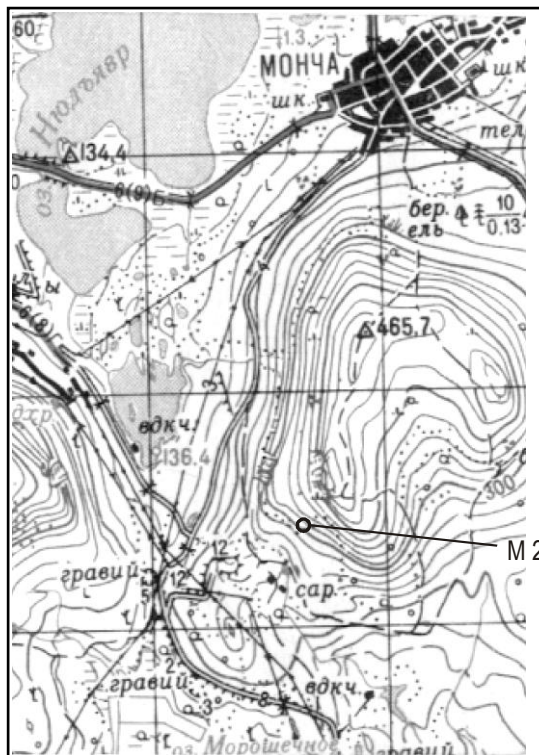 60
1.3.
МОНЧА
шк.
шк.
оз. Нюдъявр
134,4
6(9)Б
тел
бер.
ель
10
0.13
465,7
6(8)
вдкч.
136.4
300
М 2
гравий
12
12
5
сар.
2
гравий
3
8
вдкч.
оз. Морошечное
гравий